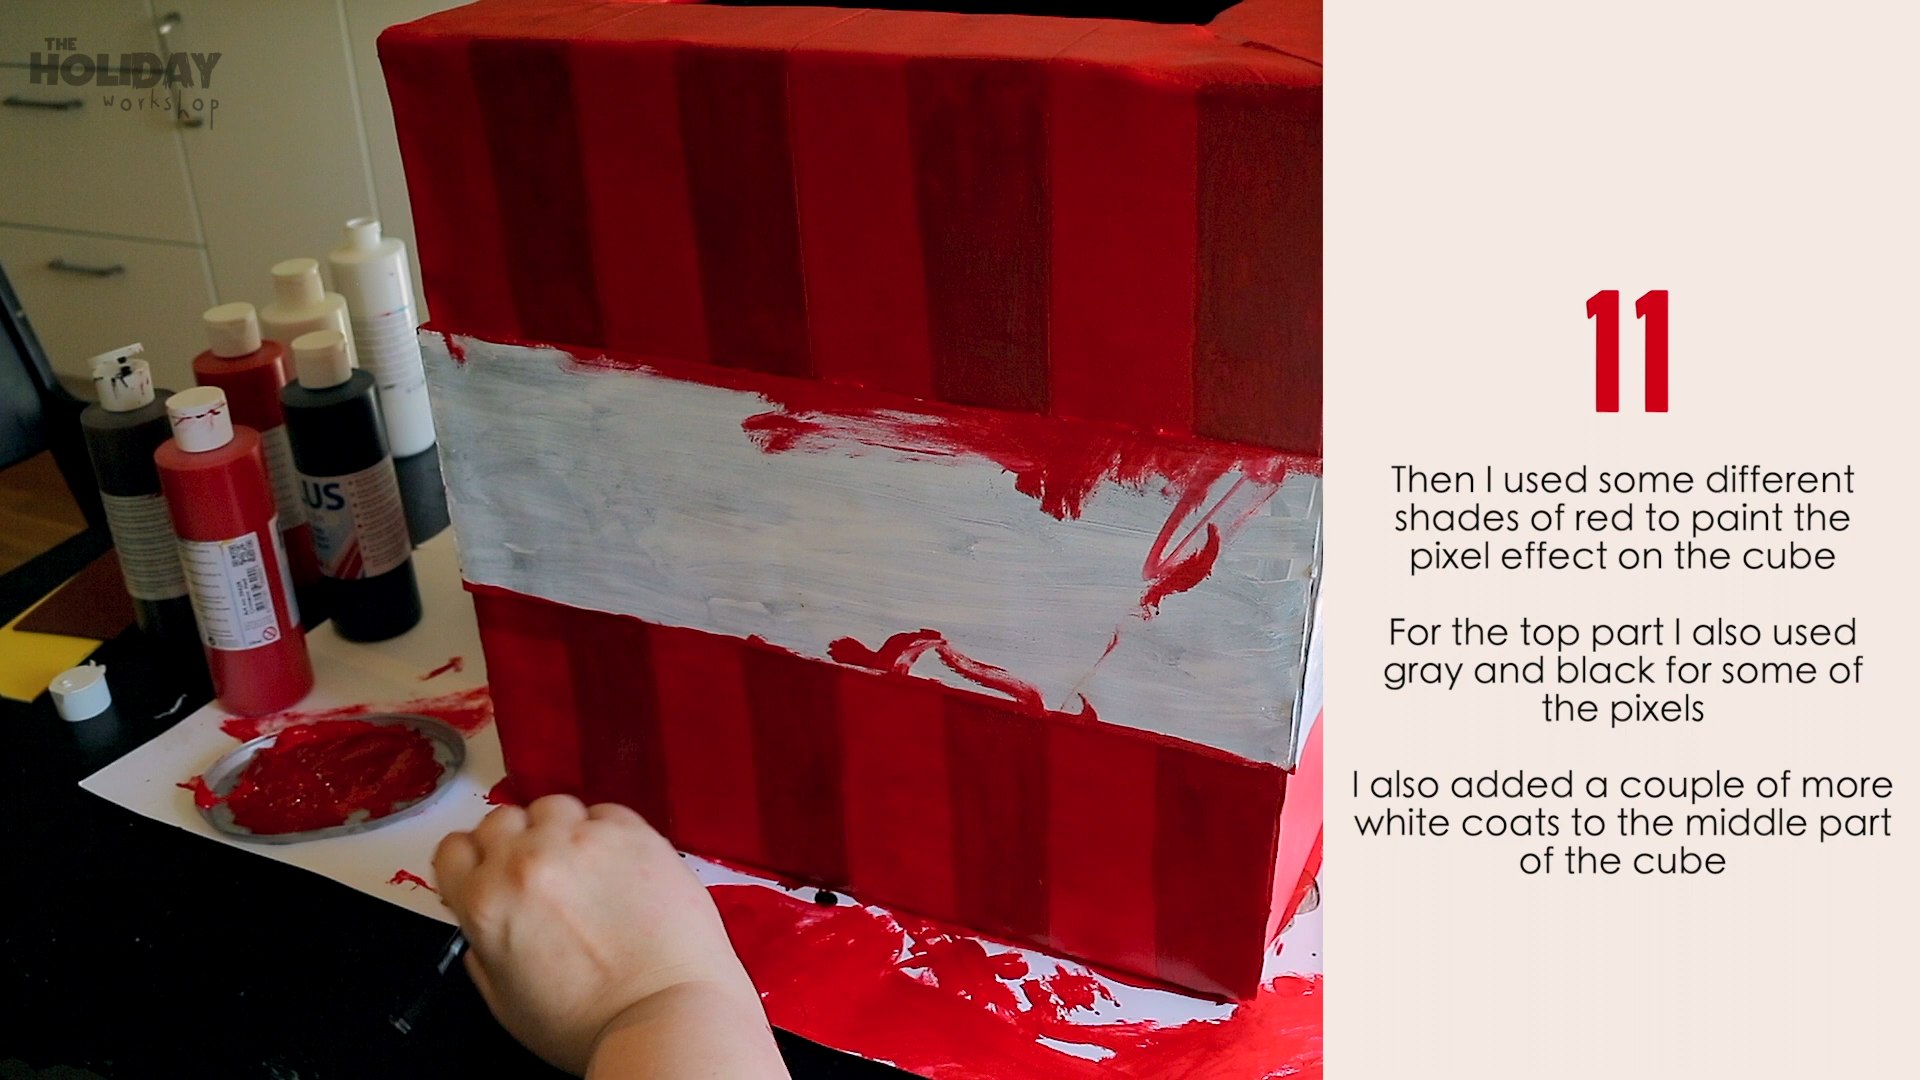 THE
HOLIDAY
workshop
LUS
11
Then I used some different
shades of red to paint the
pixel effect on the cube
For the top part I also used
gray and black for some of
the pixels
I also added a couple of more
white coats to the middle part
of the cube